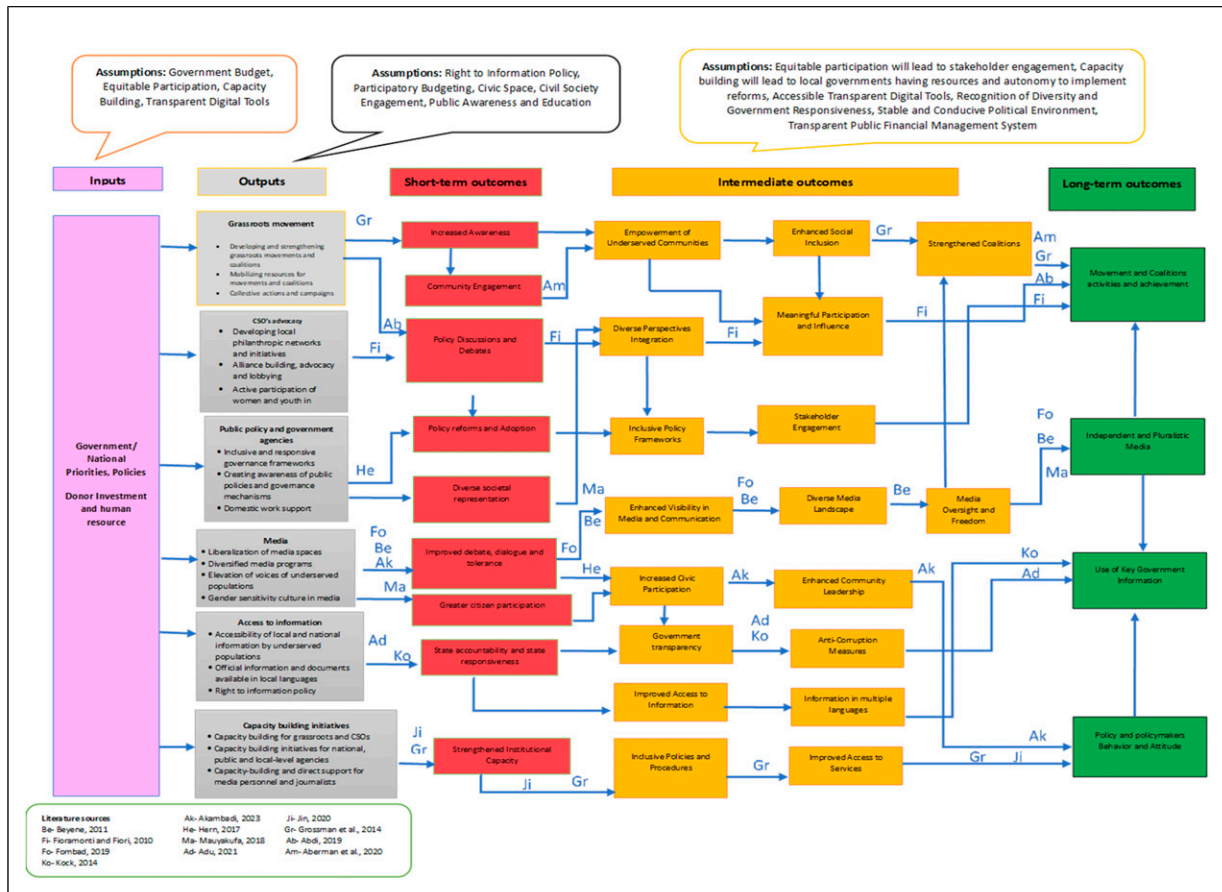 Assumptions: Government Budget,
Equitable Participation, Capacity
Building, Transparent Digital Tools
Assumptions: Right to Information Policy,
Participatory Budgeting, Civic Space, Civil Society
Engagement, Public Awareness and Education
Assumptions: Equitable participation will lead to stakeholder engagement, Capacity
building will lead to local governments having resources and autonomy to implement
reforms, Accessible Transparent Digital Tools, Recognition of Diversity and
Government Responsiveness, Stable and Conducive Political Environment,
Transparent Public Financial Management System
Inputs
Outputs
Short-term outcomes
Intermediate outcomes
Long-term outcomes
Government/
National
Priorities, Policies
Donor Investment
and human
resource
Grassroots movement
• Developing and strengthening
grassroots movements and
coalitions
• Mobilizing resources for
movements and coalitions
• Collective actions and campaigns
CSO's advocacy
• Developing local
philanthropic networks
and initiatives
• Alliance building, advocacy
and lobbying
• Active participation of
women and youth in
Public policy and government
agencies
• Inclusive and responsive
governance frameworks
• Creating awareness of public
policies and governance
mechanisms
• Domestic work support
Media
• Liberalization of media spaces
• Diversified media programs
• Elevation of voices of underserved
populations
• Gender sensitivity culture in media
Access to information
• Accessibility of local and national
information by underserved
populations
• Official information and documents
available in local languages
• Right to information policy
Capacity building initiatives
• Capacity building for grassroots and CSOs
• Capacity building initiatives for national,
public and local-level agencies
• Capacity-building and direct support for
media personnel and journalists
Gr
Ab
Fi
He
Fo
Be
Ak
Ma
Ad
Ko
Ji
Gr
Increased Awareness
Community Engagement
Policy Discussions and
Debates
Policy reforms and Adoption
Diverse societal
representation
Improved debate, dialogue and
tolerance
Greater citizen participation
State accountability and state
responsiveness
Strengthened Institutional
Capacity
Am
Fi
Ma
Be
Fo
He
Ji
Gr
Empowerment of
Underserved Communities
Diverse Perspectives
Integration
Inclusive Policy
Frameworks
Enhanced Visibility in
Media and Communication
Increased Civic
Participation
Government
transparency
Improved Access to
Information
Inclusive Policies and
Procedures
Fi
Fo
Be
Ak
Ad
Ko
Gr
Enhanced Social
Inclusion
Meaningful Participation
and Influence
Stakeholder
Engagement
Diverse Media
Landscape
Enhanced Community
Leadership
Anti-Corruption
Measures
Information in multiple
languages
Improved Access to
Services
Gr
Fi
Be
Ak
Strengthened Coalitions
Media
Oversight and
Freedom
Am
Gr
Ab
Fi
Fo
Be
Ma
Ko
Ad
Ak
Gr
Ji
Movement and Coalitions
activities and achievement
Independent and Pluralistic
Media
Use of Key Government
Information
Policy and policymakers
Behavior and Attitude
Literature sources
Be- Beyene, 2011
Fi- Fioramonti and Fiori, 2010
Fo- Fombad, 2019
Ko- Kock, 2014
Ak- Akambadi, 2023
He- Hern, 2017
Ma- Mauyakufa, 2018
Ad- Adu, 2021
Ji- Jin, 2020
Gr- Grossman et al., 2014
Ab- Abdi, 2019
Am- Aberman et al., 2020